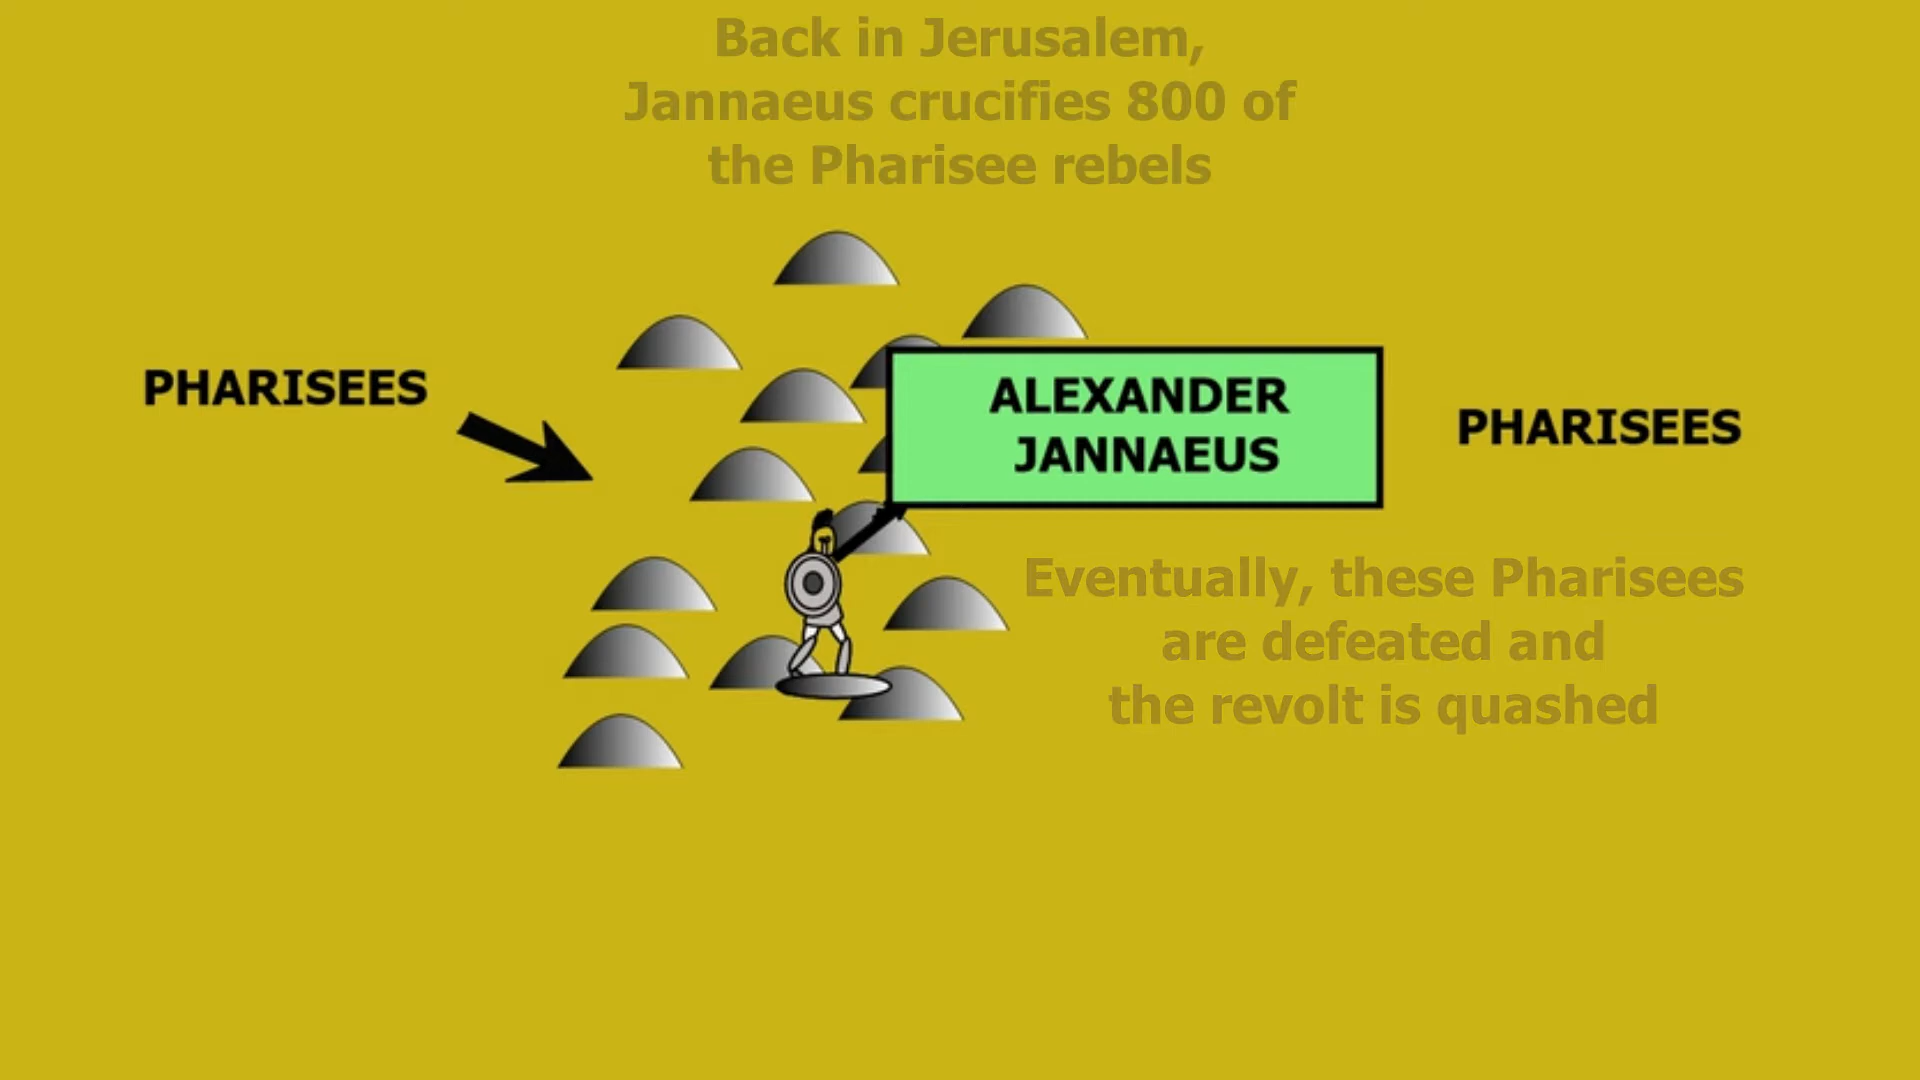 Back in Jerusalem,
Jannaeus crucifies 800 of
the Pharisee rebels
PHARISEES
ALEXANDER
JANNAEUS
PHARISEES
Eventually, these Pharisees
are defeated and
the revolt is quashed